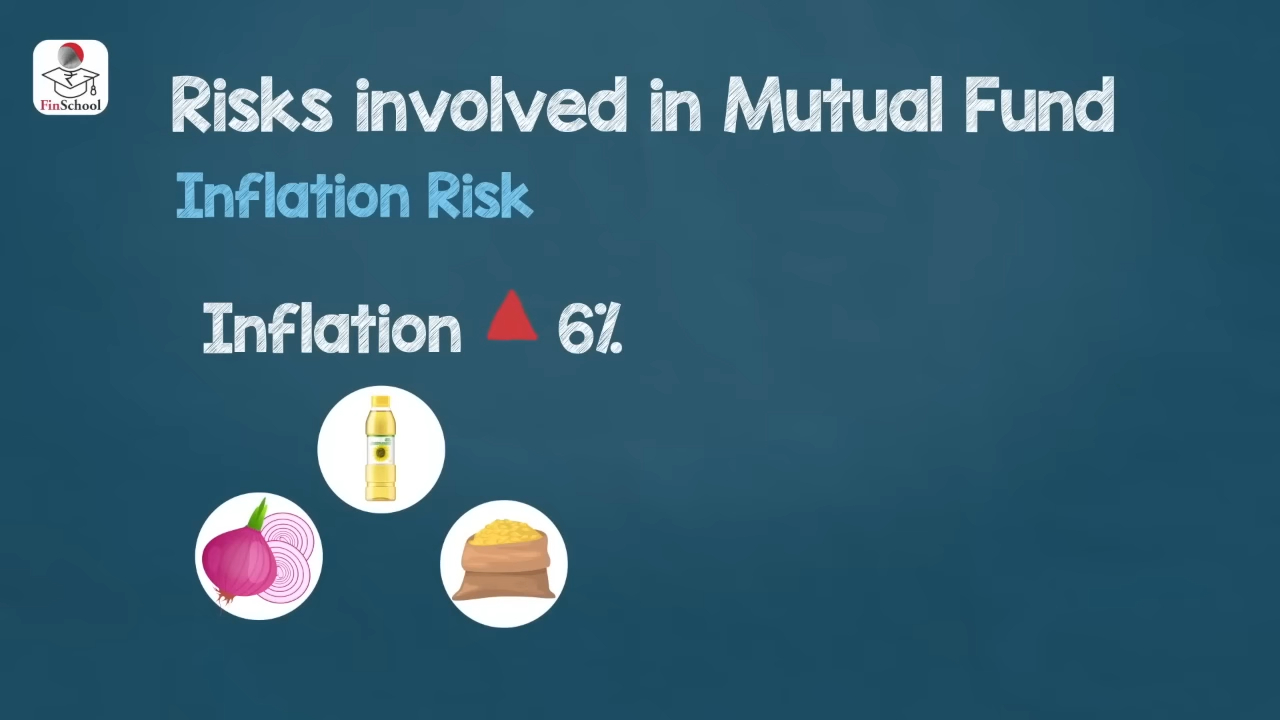 FinSchool
Risks involved in Mutual Fund
Inflation Risk
Inflation 6%